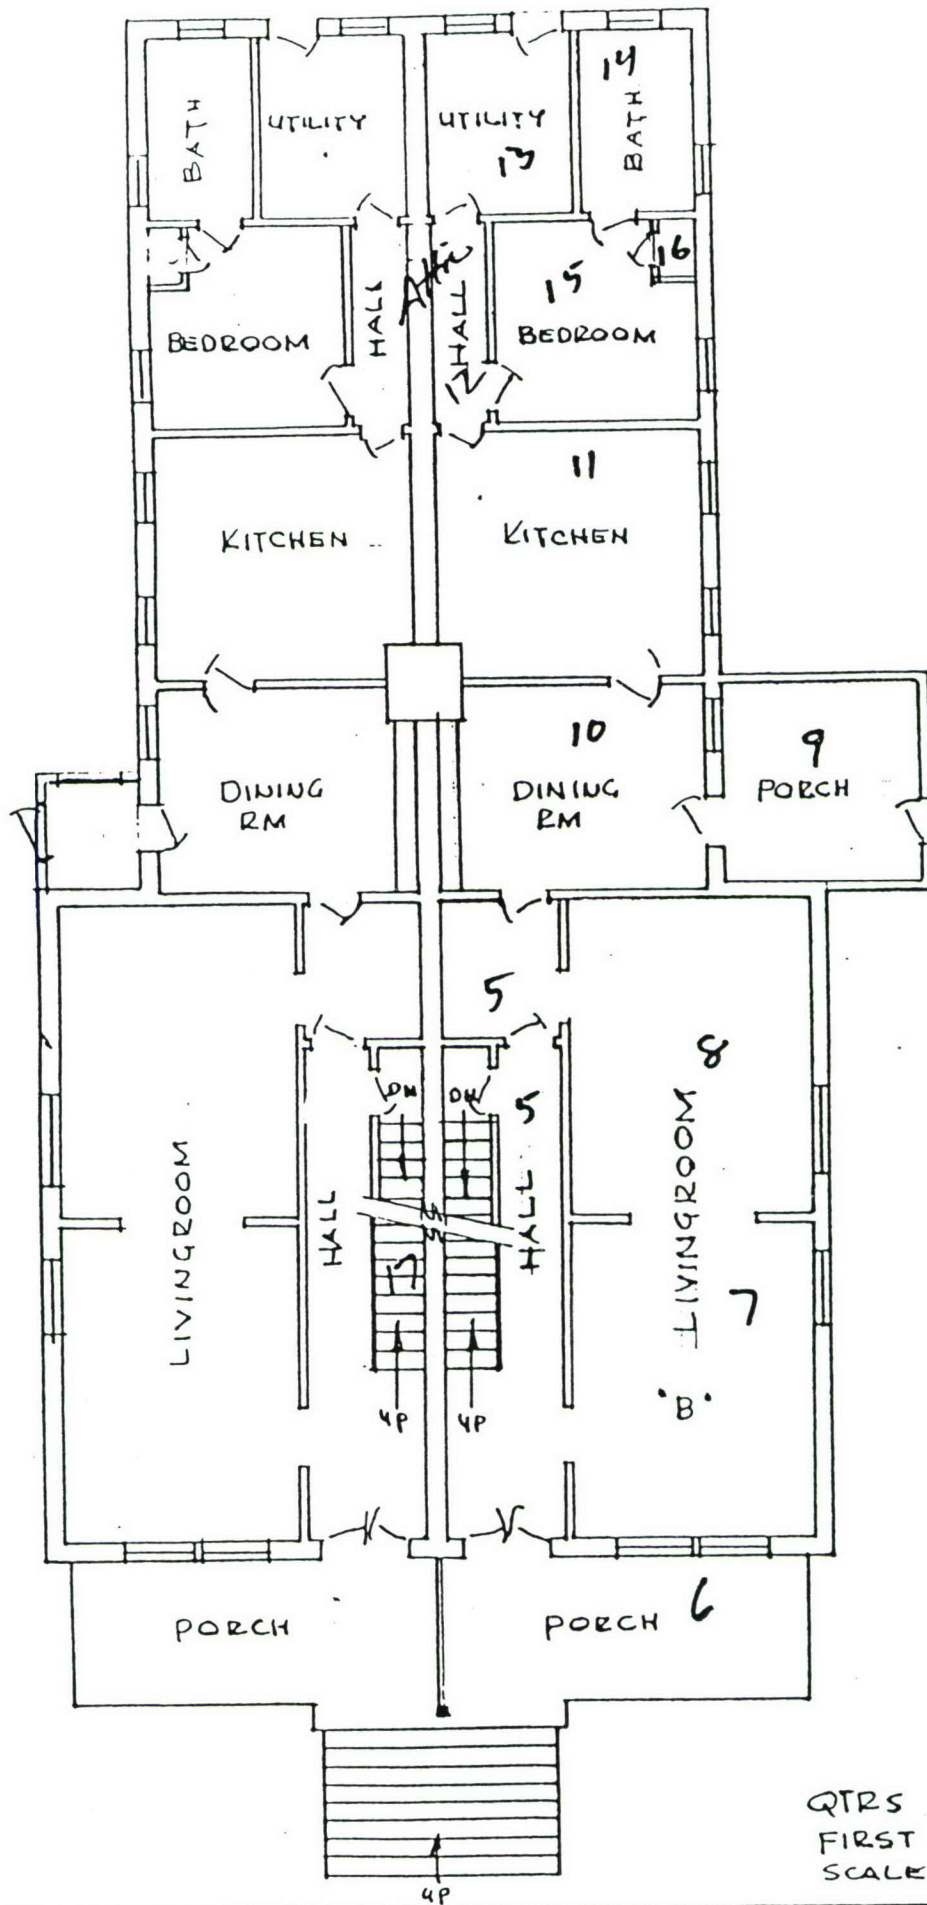 14
BATH
UTILITY
UTILITY
BATH
13
16
HALL
HALL
15
BEDROOM
BEDROOM
12
11
KITCHEN
KITCHEN
10
9
DINING
RM
DINING
RM
PORCH
5
8
DN
DN
5
LIVINGROOM
HALL
HALL
LIVINGROOM
17
7
UP
UP
"B"
PORCH
PORCH
6
QTRS
FIRST
SCALE
UP